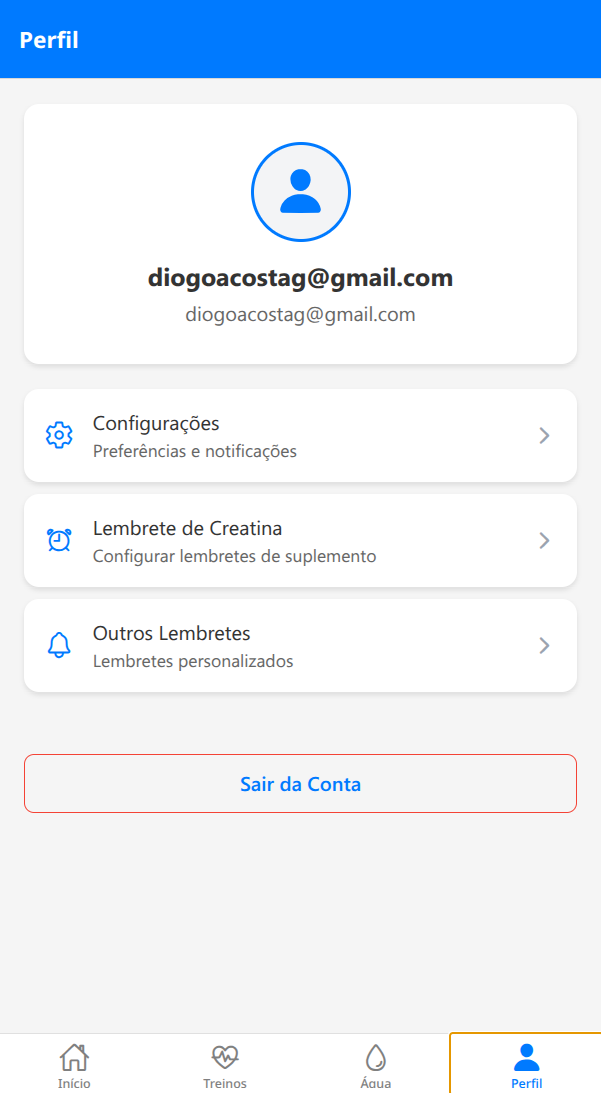 Perfil
diogoacostag@gmail.com
diogoacostag@gmail.com
Configurações
Preferências e notificações
Lembrete de Creatina
Configurar lembretes de suplemento
Outros Lembretes
Lembretes personalizados
Sair da Conta
Início
Treinos
Água
Perfil